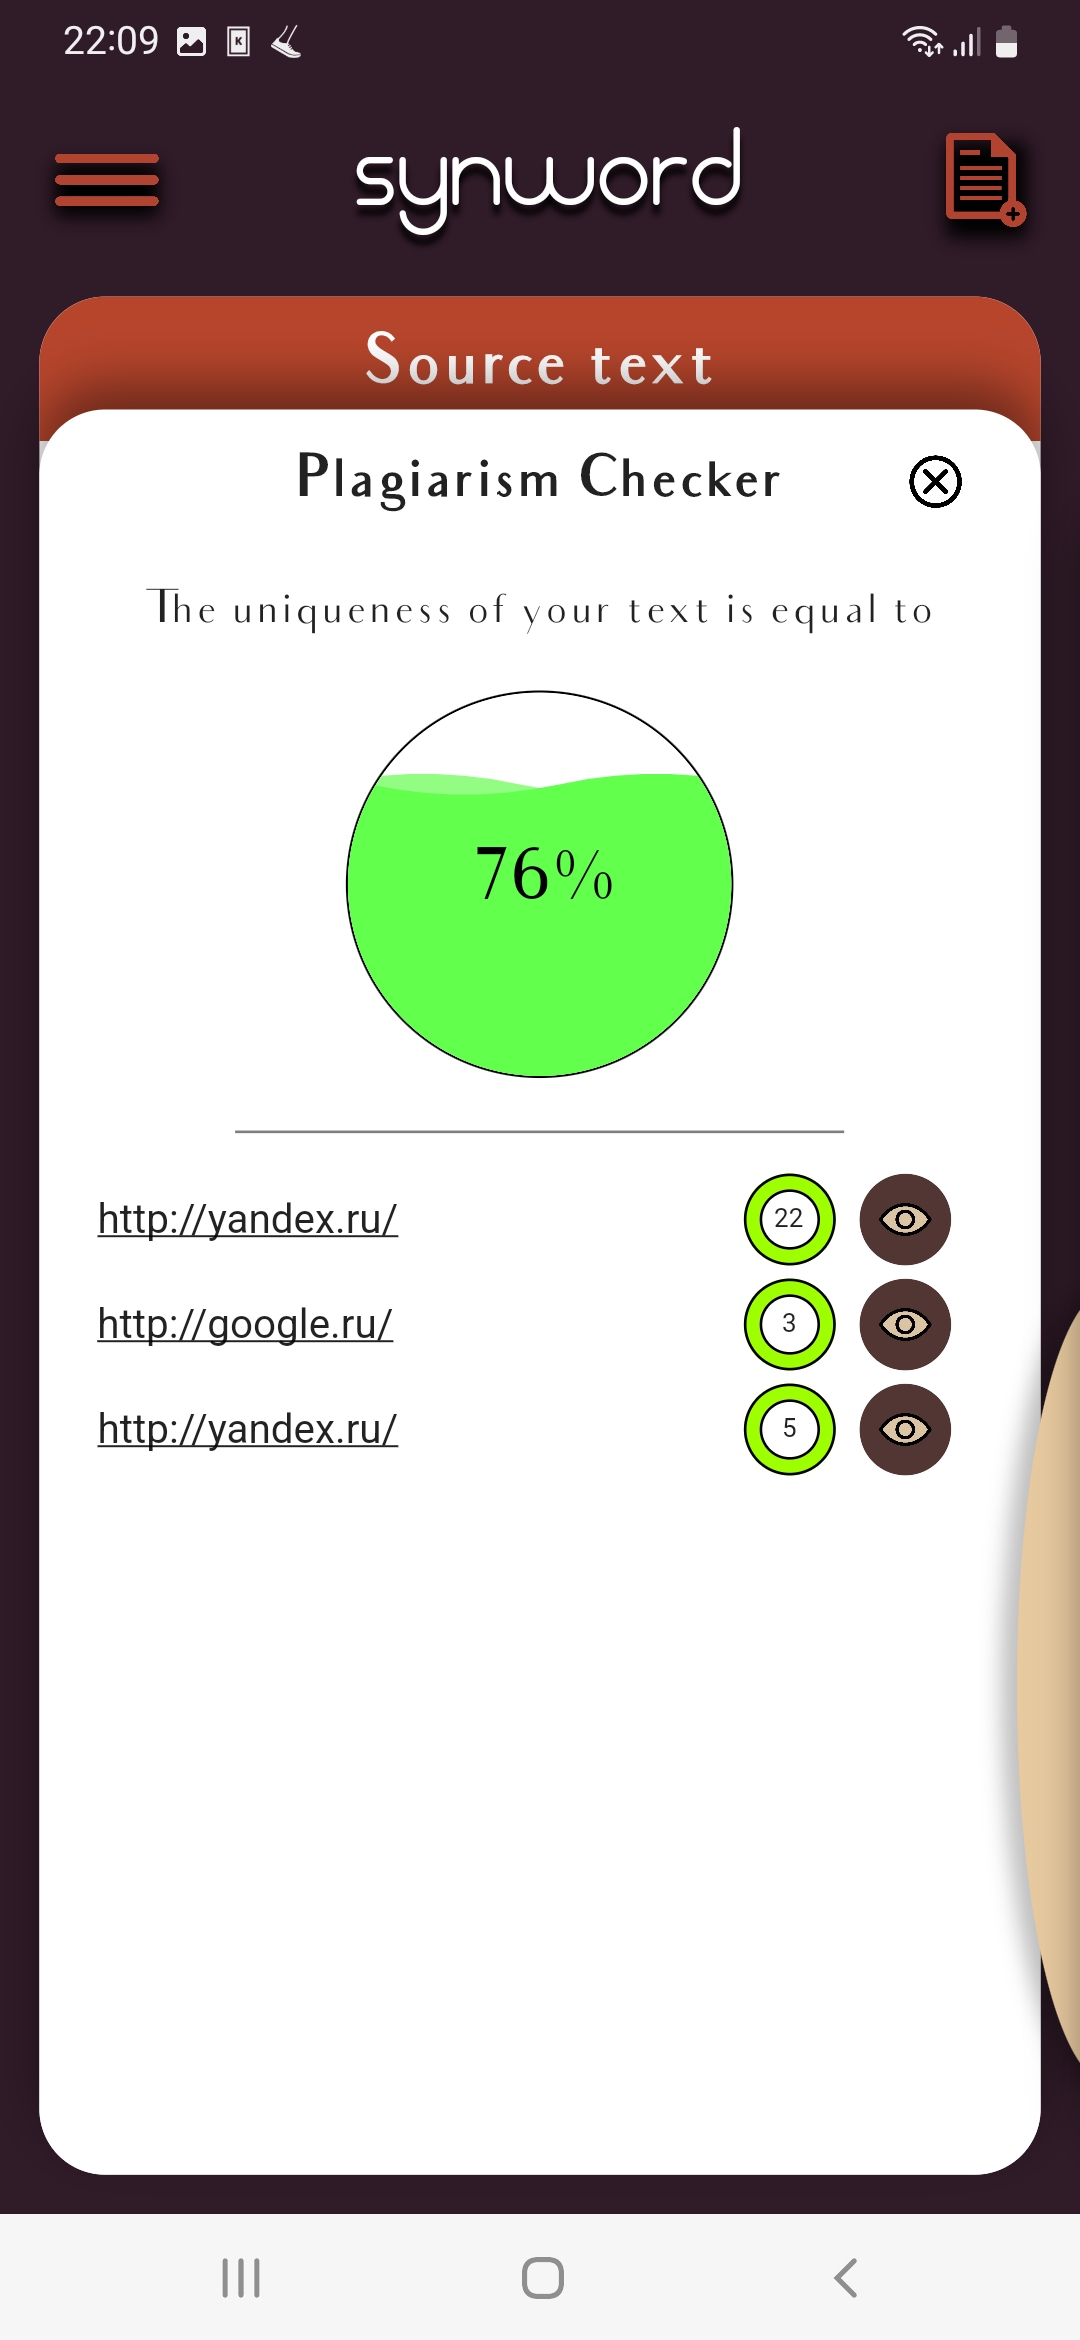 22:09
synword
Source text
Plagiarism Checker
The uniqueness of your text is equal to
76%
http://yandex.ru/ 22
http://google.ru/ 3
http://yandex.ru/ 5